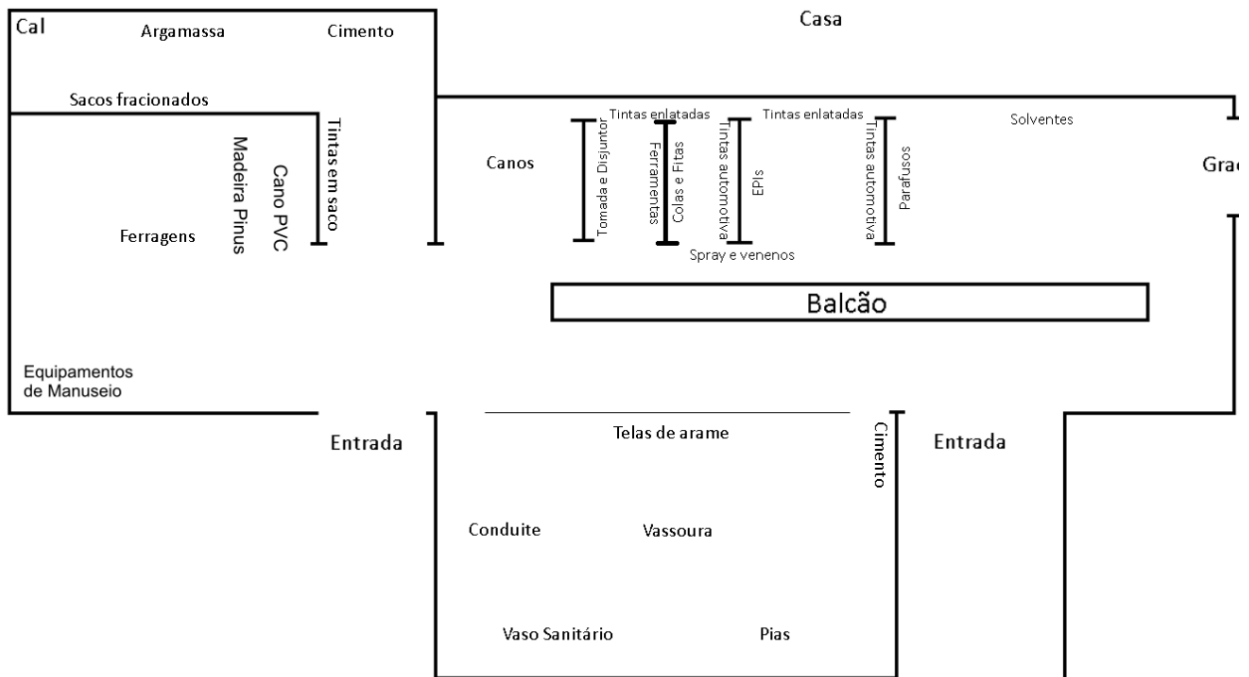 Cal
Argamassa
Cimento
Casa
Sacos fracionados
Tintas em saco
Madeira Pinus
Cano PVC
Ferragens
Equipamentos
de Manuseio
Canos
Tintas enlatadas
Tintas enlatadas
Solventes
Tomada e Disjuntor
Ferramentas
Colas e Fitas
Tintas automotiva
EPIs
Tintas automotiva
Parafusos
Spray e venenos
Balcão
Entrada
Telas de arame
Cimento
Entrada
Conduite
Vassoura
Vaso Sanitário
Pias